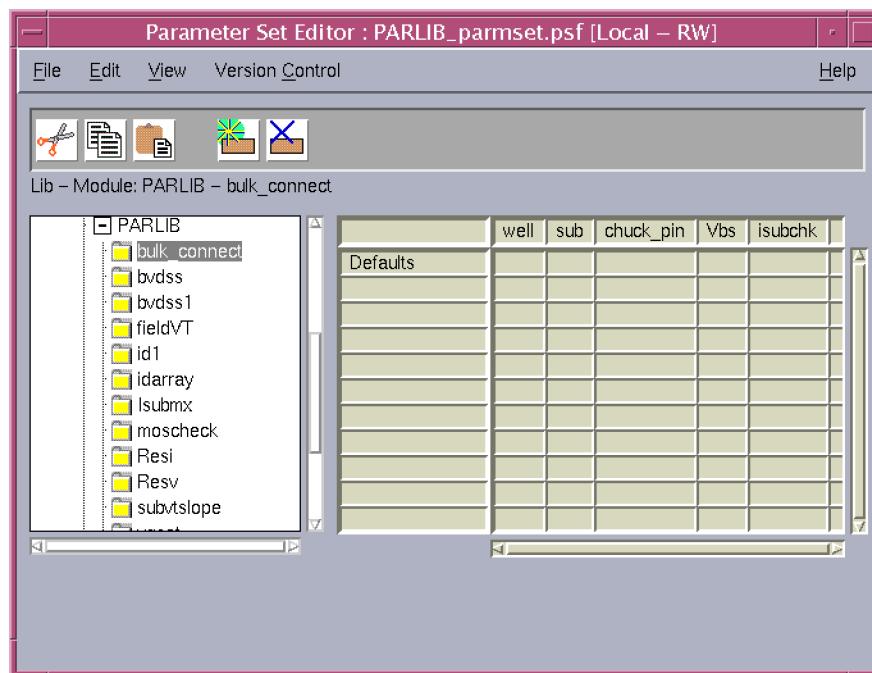 Parameter Set Editor : PARLIB_parmset.psf [Local – RW]
File Edit View Version Control Help
Lib – Module: PARLIB – bulk_connect
PARLIB
bulk_connect
bvdss
bvdss1
fieldVT
id1
idarray
Isubmx
moscheck
Resi
Resv
subvtslope
well sub chuck_pin Vbs isubchk
Defaults